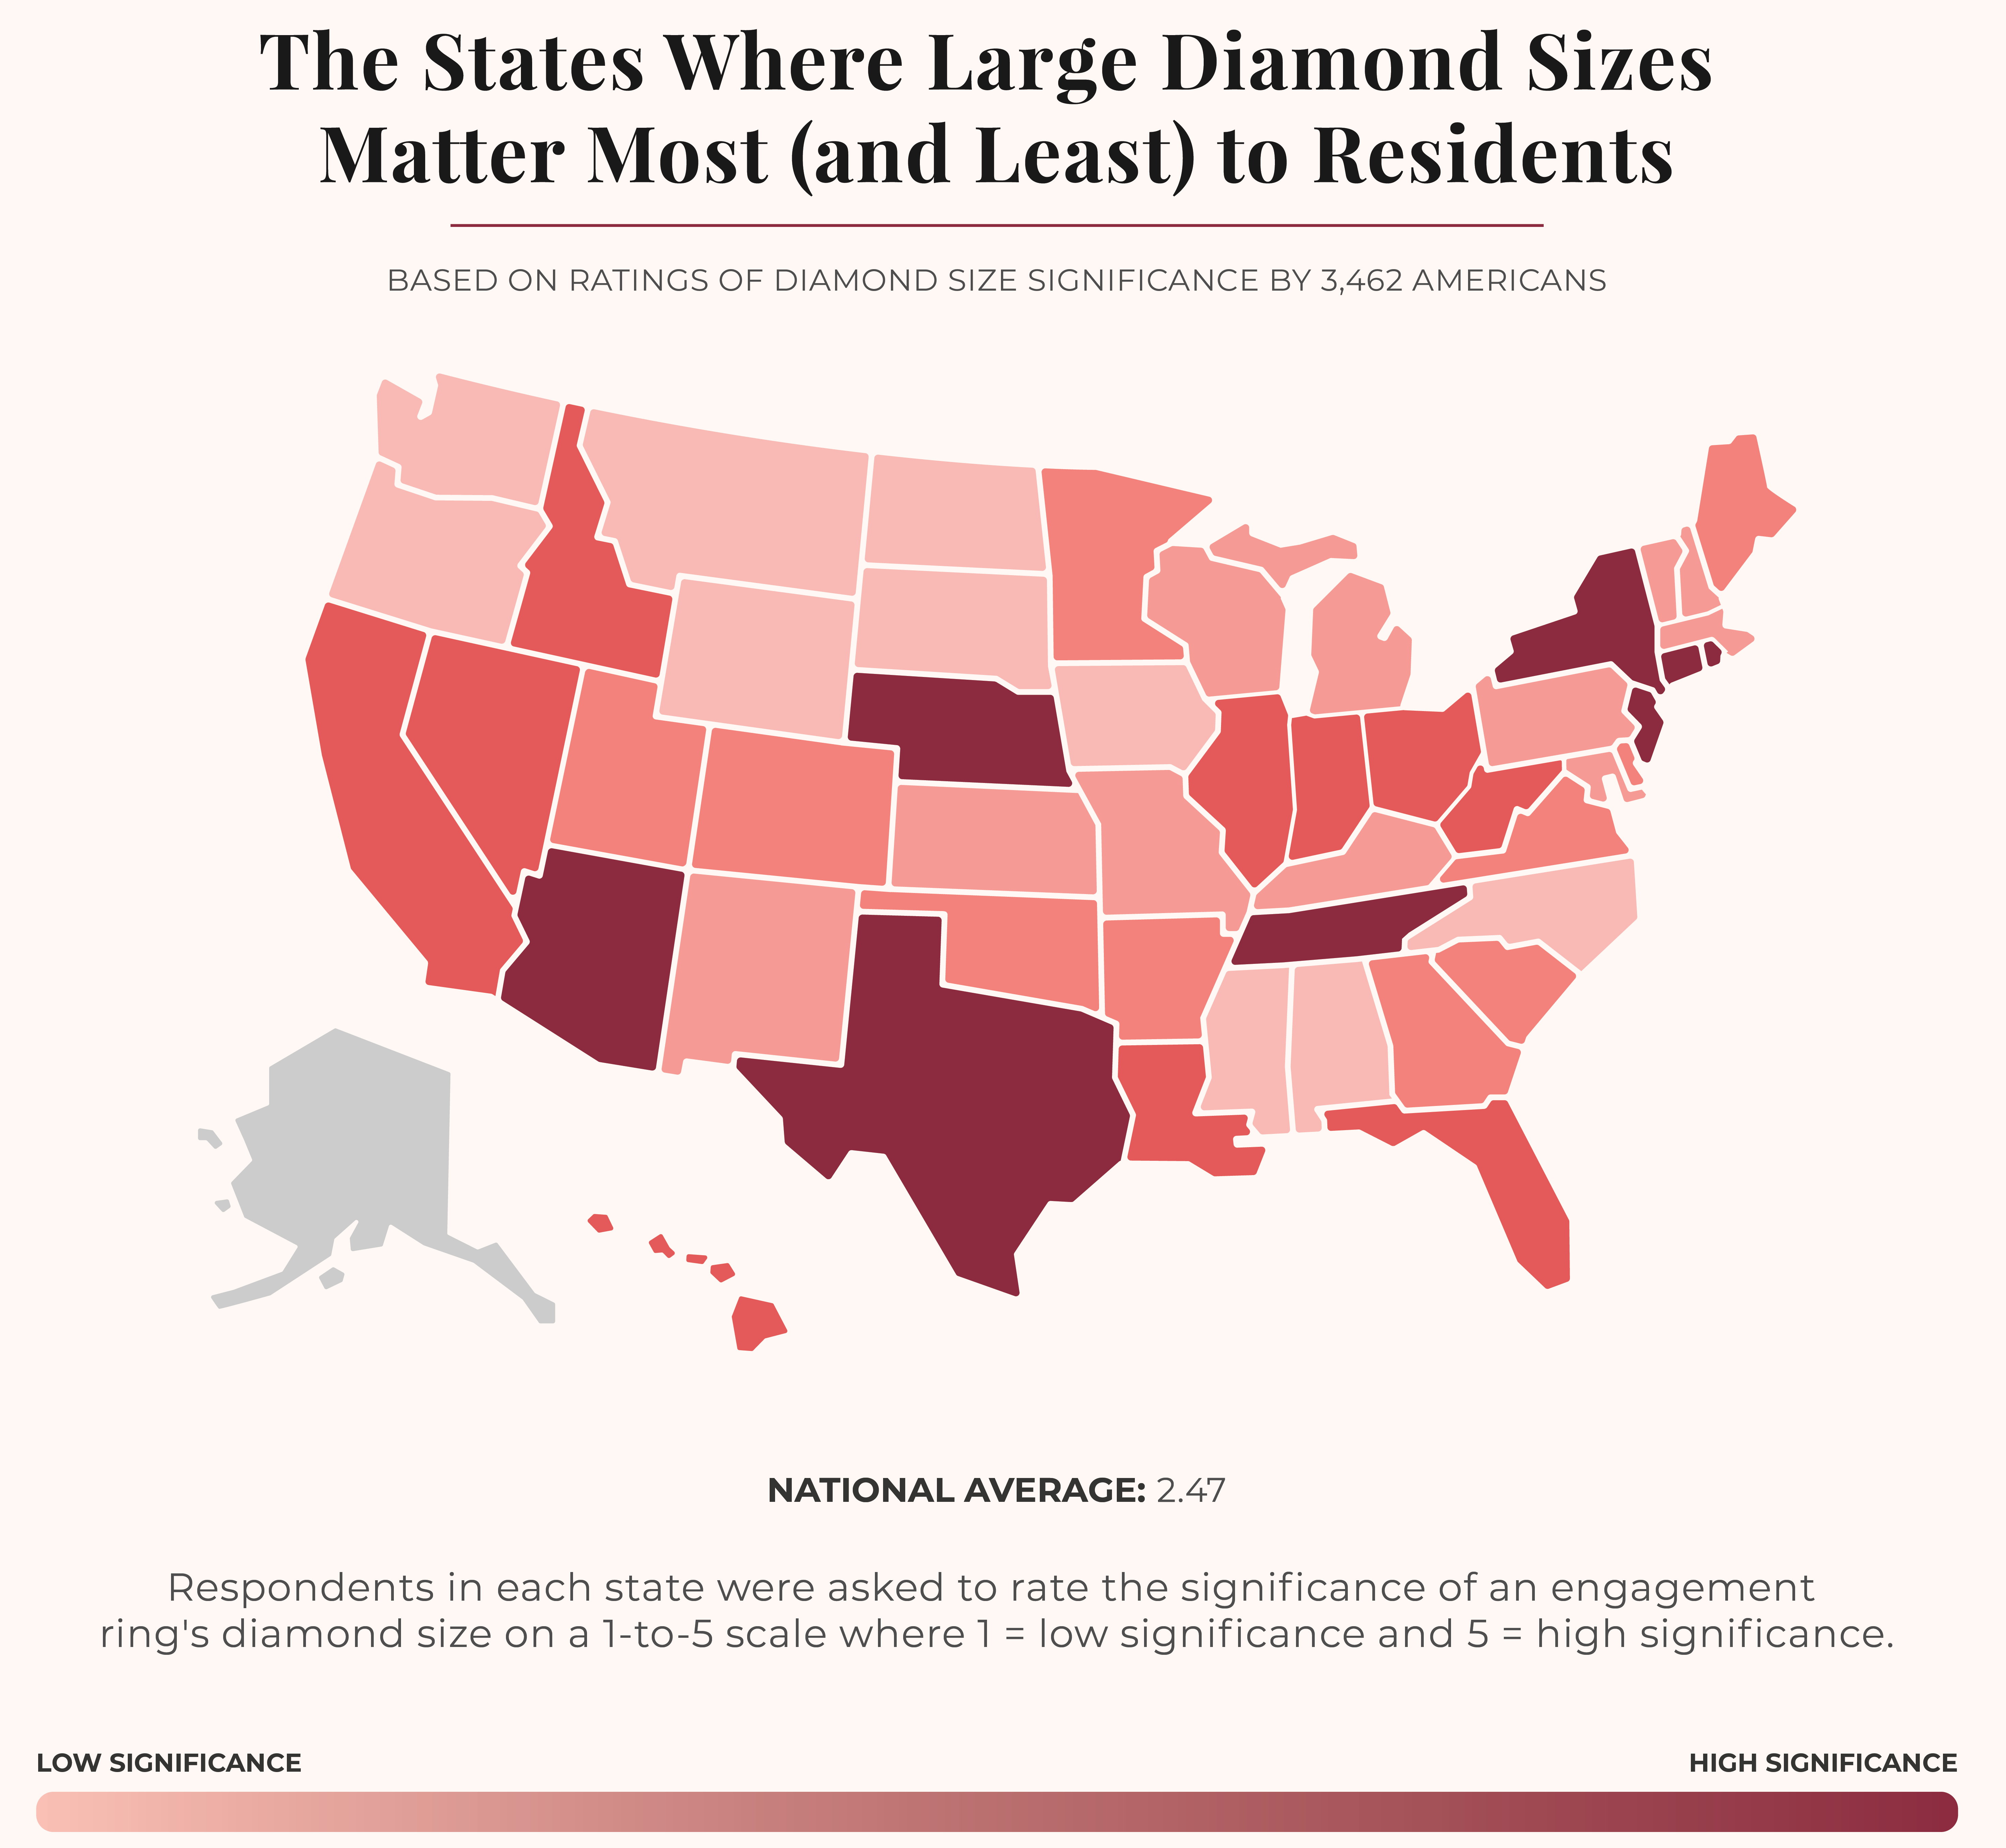 The States Where Large Diamond Sizes
Matter Most (and Least) to Residents
BASED ON RATINGS OF DIAMOND SIZE SIGNIFICANCE BY 3,462 AMERICANS
NATIONAL AVERAGE: 2.47
Respondents in each state were asked to rate the significance of an engagement
ring's diamond size on a 1-to-5 scale where 1 = low significance and 5 = high significance.
LOW SIGNIFICANCE
HIGH SIGNIFICANCE